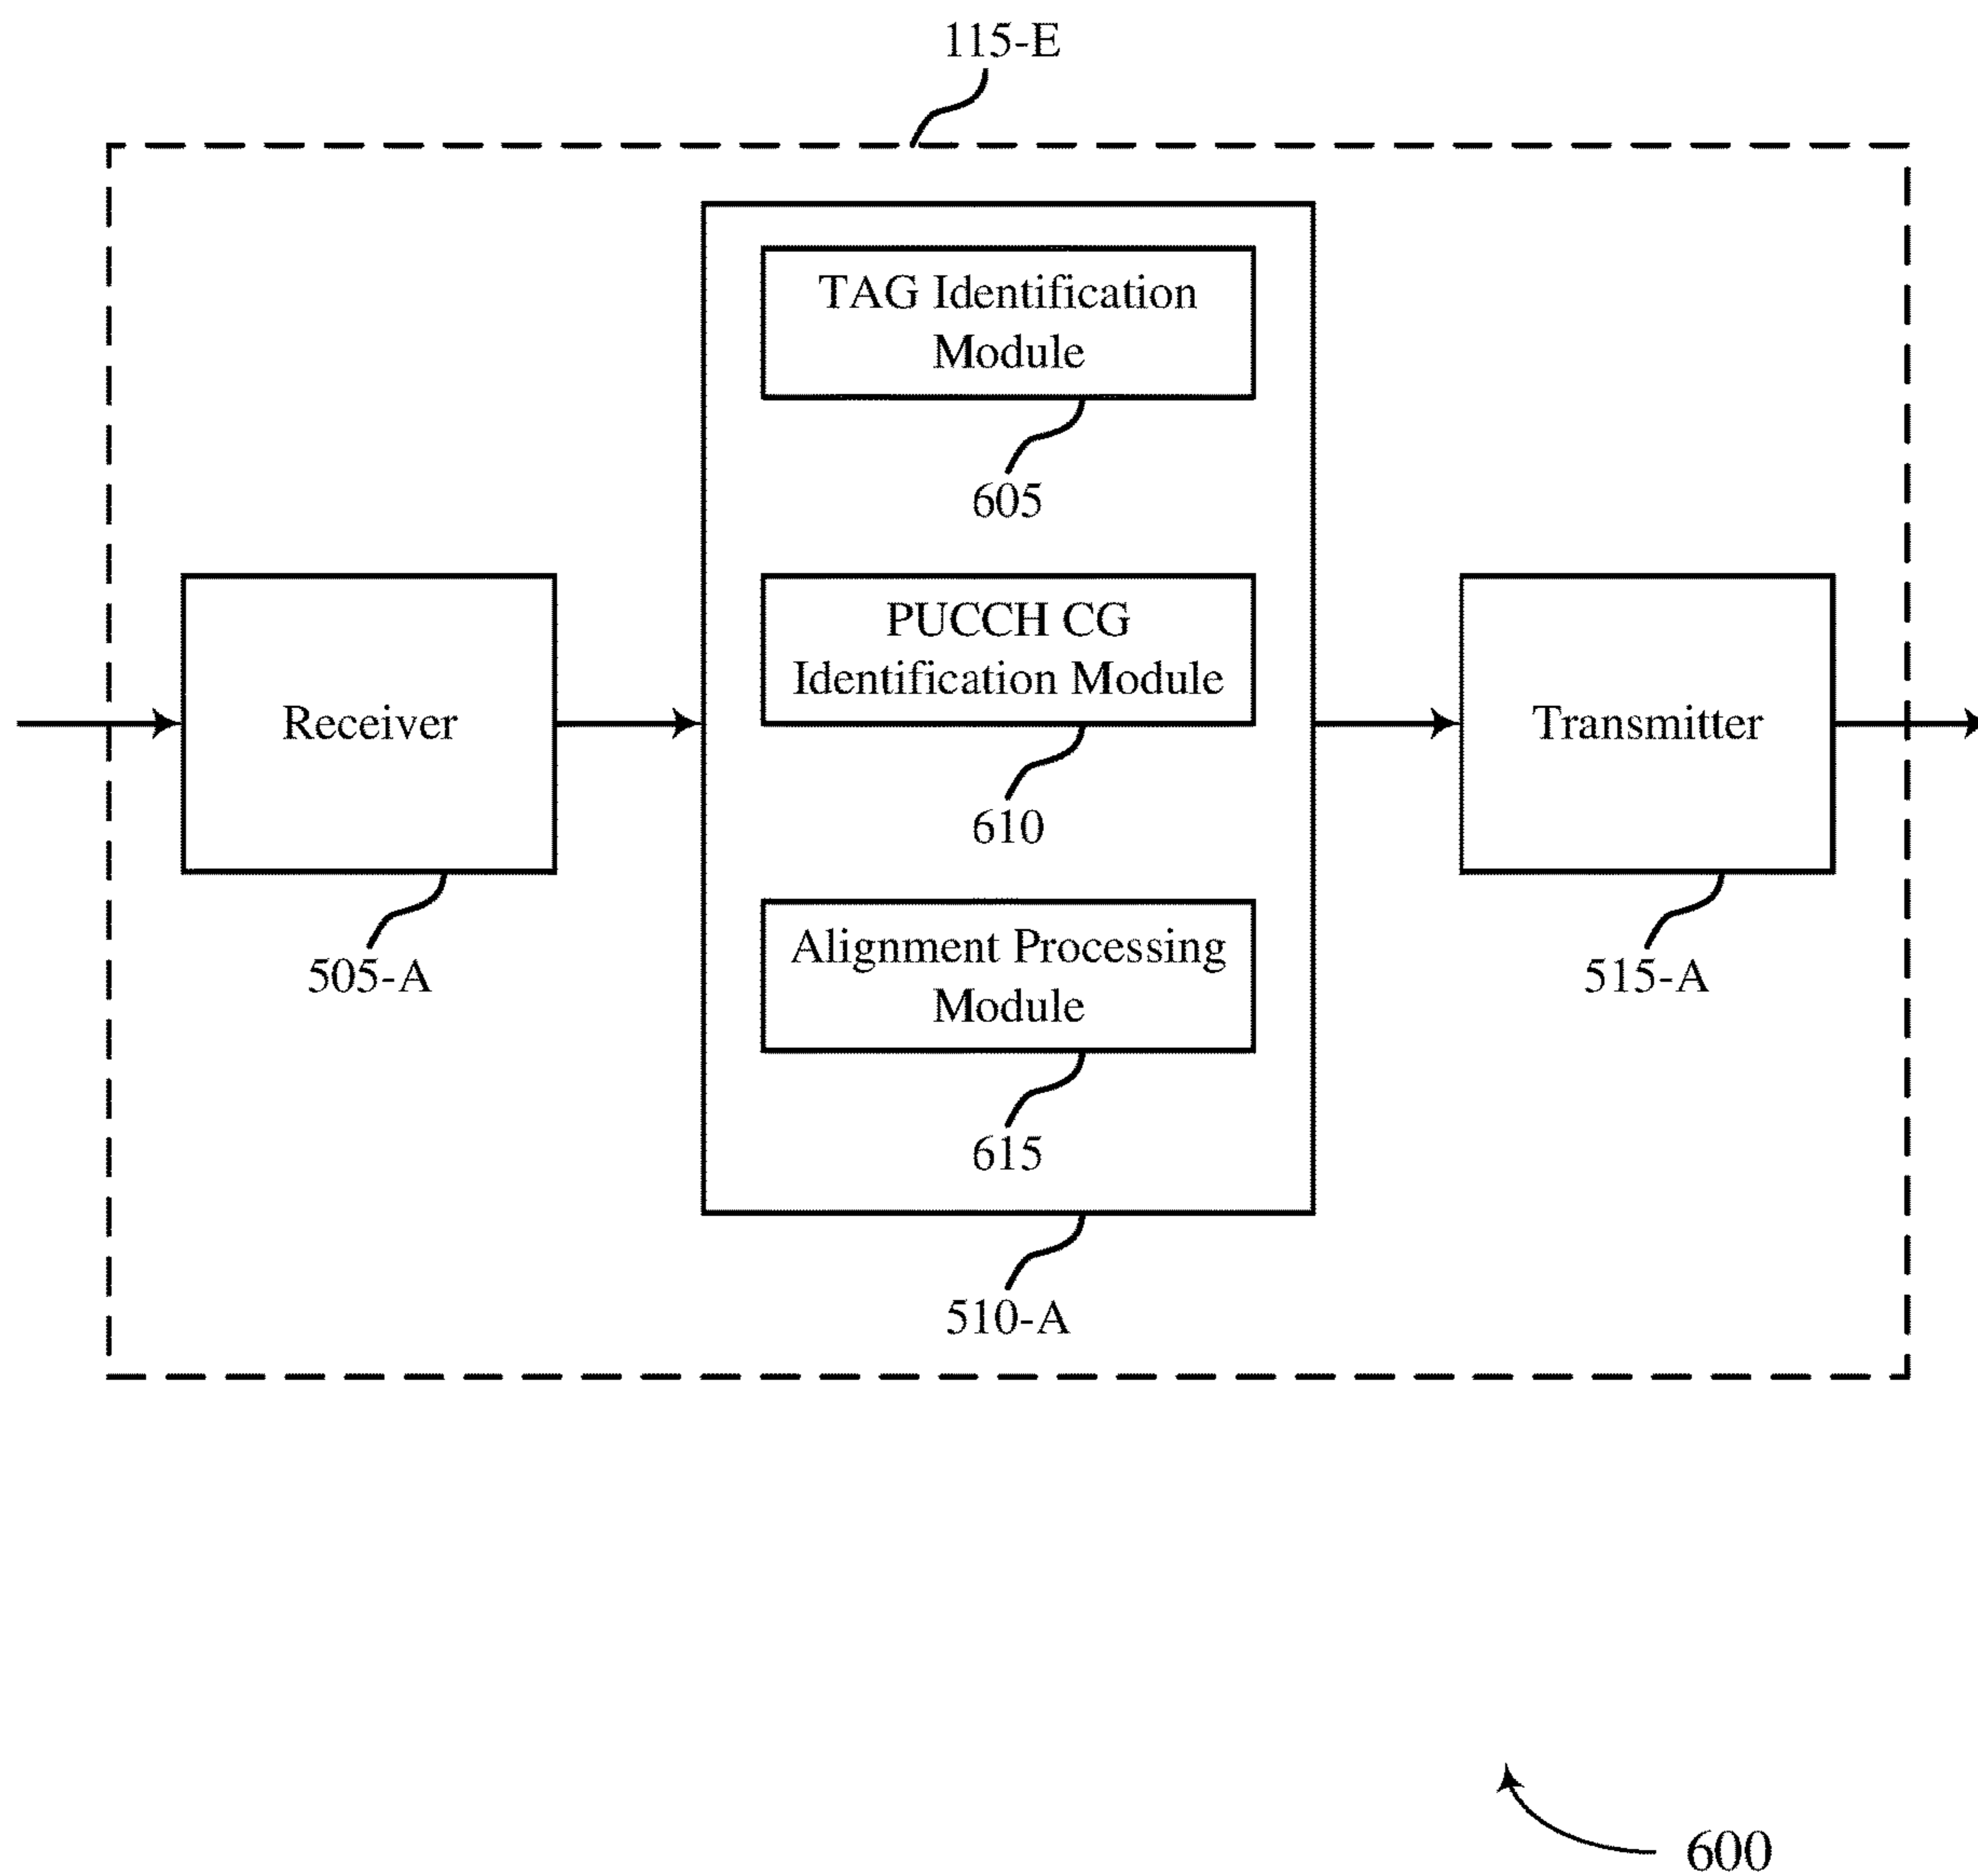 115-E
TAG Identification
Module
605
PUCCH CG
Identification Module
610
Receiver
505-A
Transmitter
515-A
Alignment Processing
Module
615
510-A
600